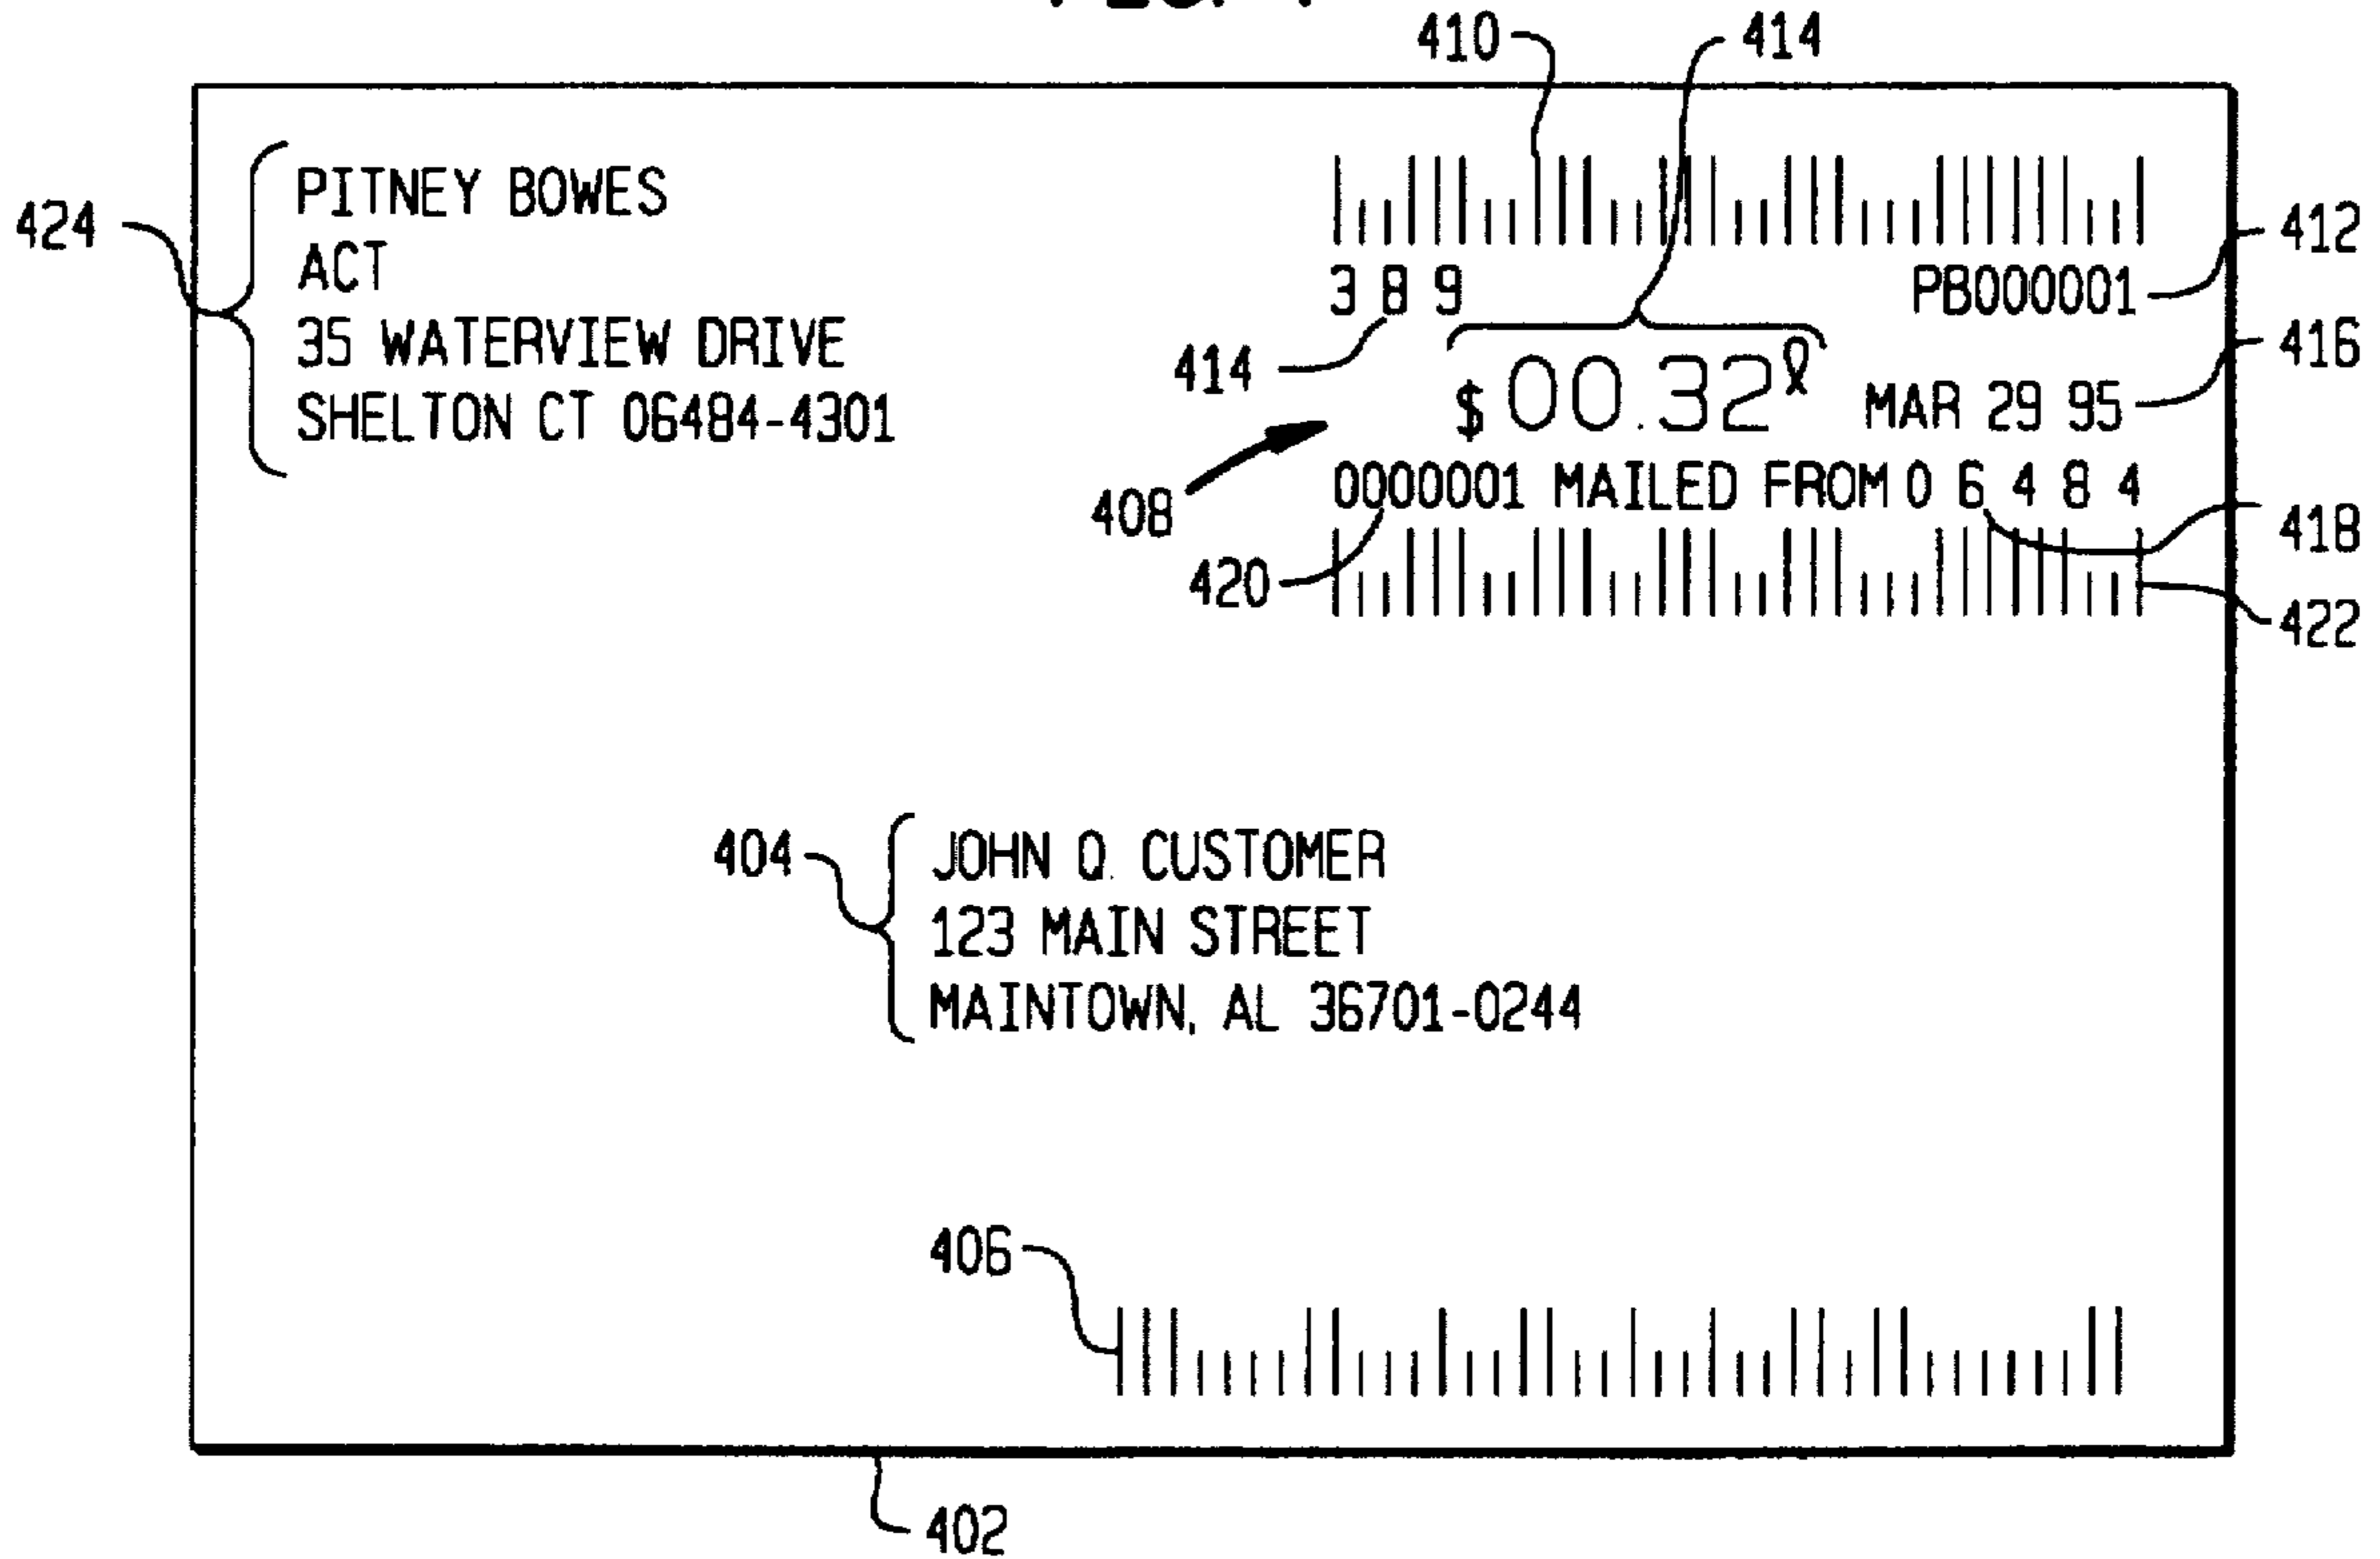 410 414
PITNEY BOWES
424
ACT
412
3 8 9 PB000001
35 WATERVIEW DRIVE
416
414
$ 00.32 MAR 29 95
SHELTON CT 06484-4301
408
0000001 MAILED FROM 0 6 4 8 4
418
420
422
404
JOHN Q. CUSTOMER
123 MAIN STREET
MAINTOWN, AL 36701-0244
406
402